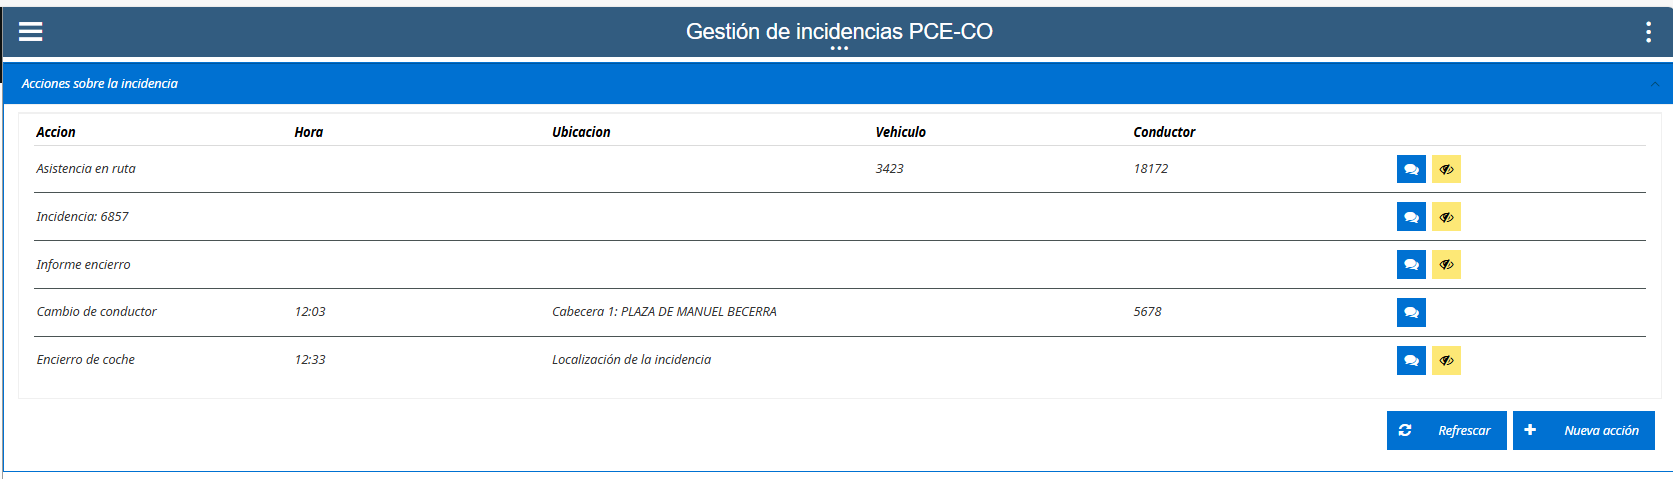 Gestión de incidencias PCE-CO
Acciones sobre la incidencia
Accion Hora Ubicacion Vehiculo Conductor
Asistencia en ruta 3423 18172
Incidencia: 6857
Informe encierro
Cambio de conductor 12:03 Cabecera 1: PLAZA DE MANUEL BECERRA 5678
Encierro de coche 12:33 Localización de la incidencia
Refrescar Nueva acción